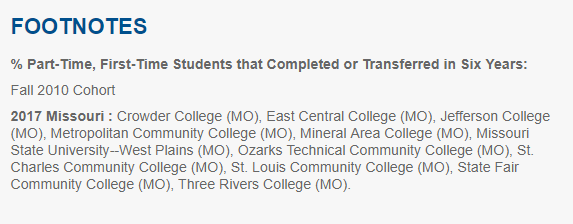 FOOTNOTES
% Part-Time, First-Time Students that Completed or Transferred in Six Years:
Fall 2010 Cohort
2017 Missouri : Crowder College (MO), East Central College (MO), Jefferson College
(MO), Metropolitan Community College (MO), Mineral Area College (MO), Missouri
State University--West Plains (MO), Ozarks Technical Community College (MO), St.
Charles Community College (MO), St. Louis Community College (MO), State Fair
Community College (MO), Three Rivers College (MO).